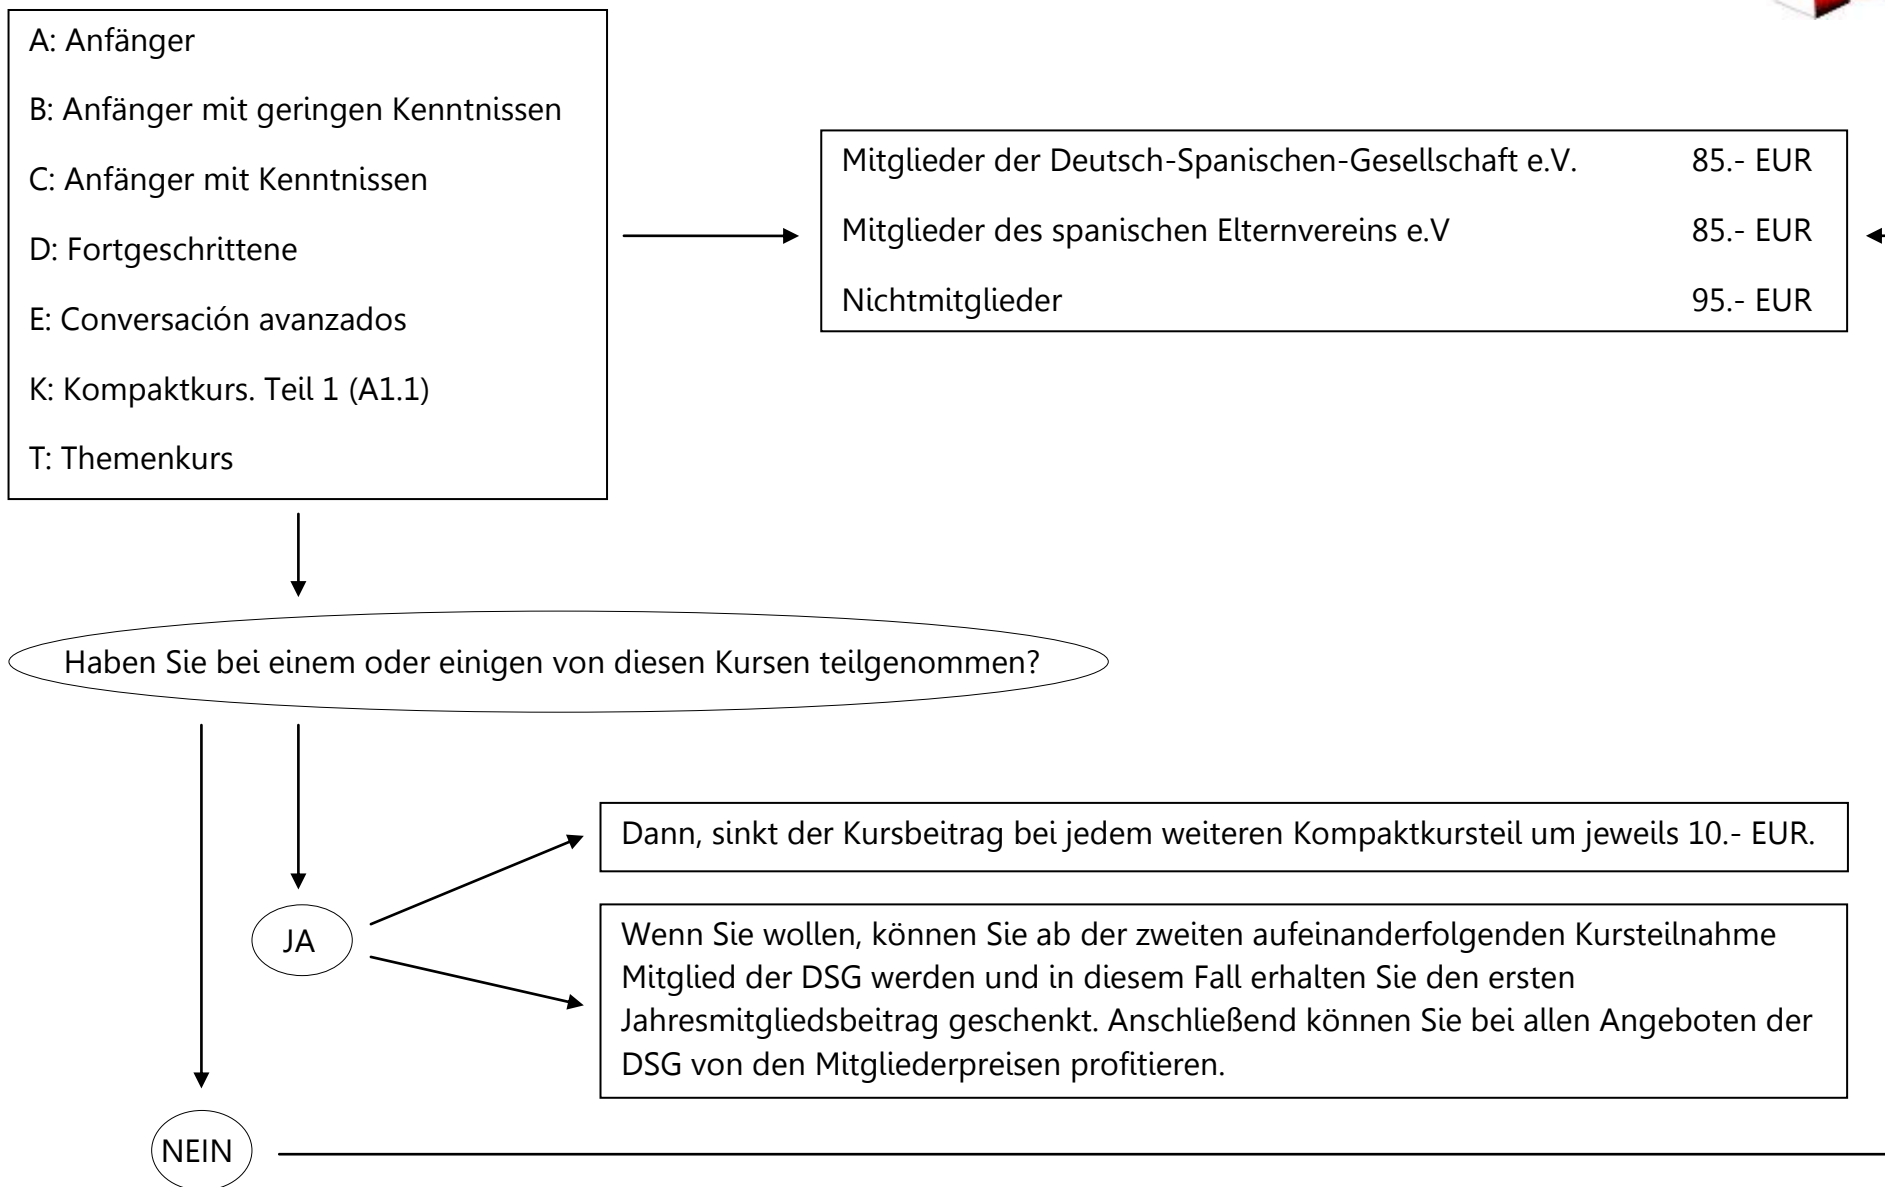 A: Anfänger
B: Anfänger mit geringen Kenntnissen
C: Anfänger mit Kenntnissen
D: Fortgeschrittene
E: Conversación avanzados
K: Kompaktkurs. Teil 1 (A1.1)
T: Themenkurs
Mitglieder der Deutsch-Spanischen-Gesellschaft e.V. 85.- EUR
Mitglieder des spanischen Elternvereins e.V 85.- EUR
Nichtmitglieder 95.- EUR
Haben Sie bei einem oder einigen von diesen Kursen teilgenommen?
JA
Dann, sinkt der Kursbeitrag bei jedem weiteren Kompaktkursteil um jeweils 10.- EUR.
Wenn Sie wollen, können Sie ab der zweiten aufeinanderfolgenden Kursteilnahme
Mitglied der DSG werden und in diesem Fall erhalten Sie den ersten
Jahresmitgliedsbeitrag geschenkt. Anschließend können Sie bei allen Angeboten der
DSG von den Mitgliederpreisen profitieren.
NEIN